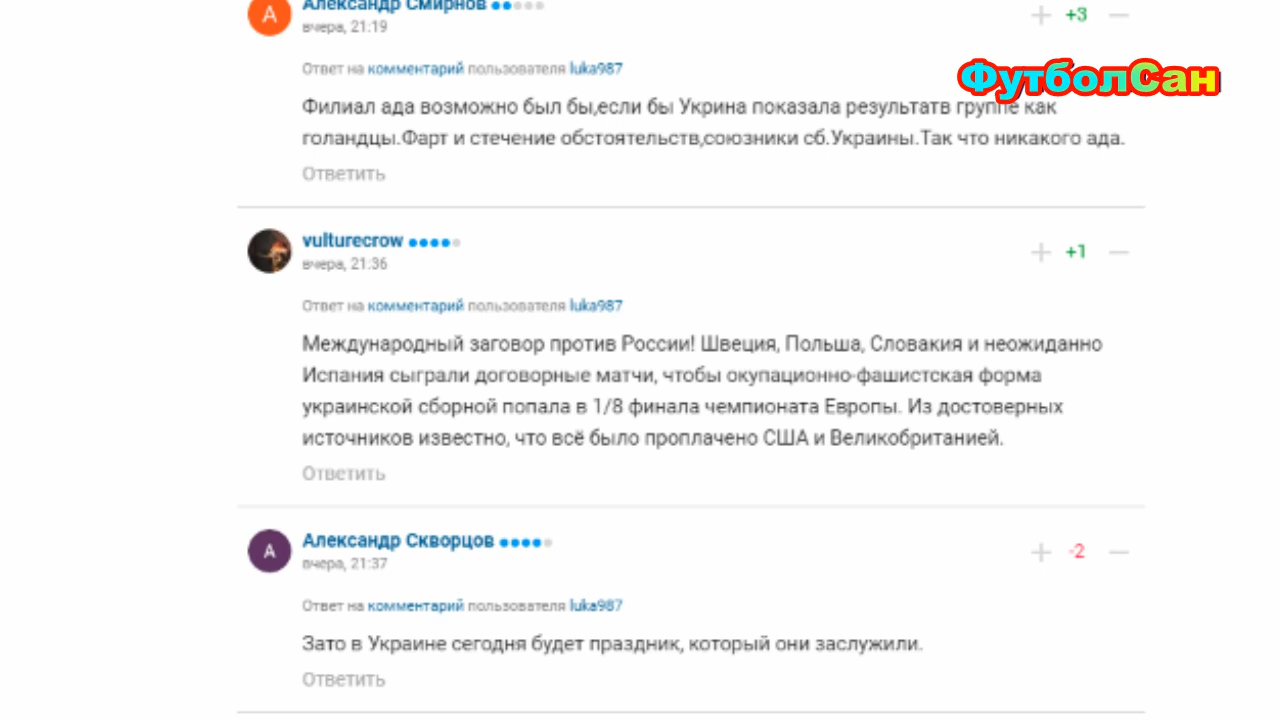 Александр Смирнов
+3
вчера, 21:19
Ответ на комментарий пользователя luka987
ФутболСан
Филиал ада возможно был бы,если бы Укрина показала результатв группе как
голандцы.Фарт и стечение обстоятельств,союзники сб.Украины.Так что никакого ада.
Ответить
vulturecrow
+1
вчера, 21:36
Ответ на комментарий пользователя luka987
Международный заговор против России! Швеция, Польша, Словакия и неожиданно
Испания сыграли договорные матчи, чтобы окупационно-фашистская форма
украинской сборной попала в 1/8 финала чемпионата Европы. Из достоверных
источников известно, что всё было проплачено США и Великобританией.
Ответить
А
Александр Скворцов
-2
вчера, 21:37
Ответ на комментарий пользователя luka987
Зато в Украине сегодня будет праздник, который они заслужили.
Ответить